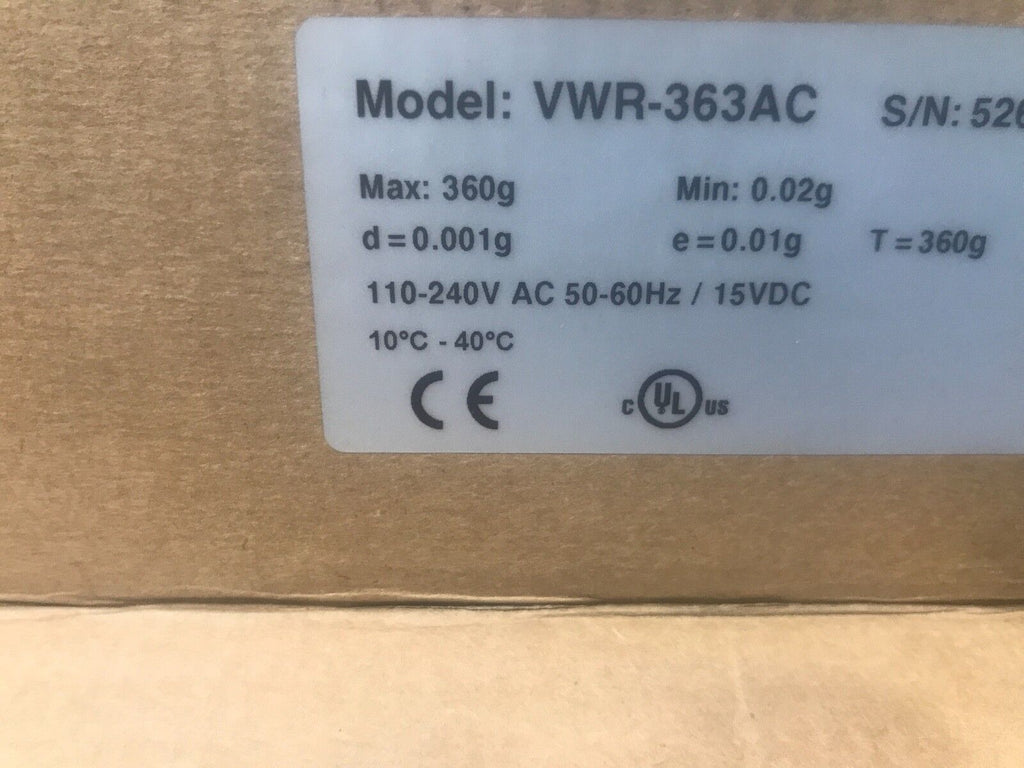 Model: VWR-363AC S/N: 526
Max: 360g Min: 0.02g
d=0.001g e=0.01g T=360g
110-240V AC 50-60Hz / 15VDC
10°C - 40°C
CE c UL us